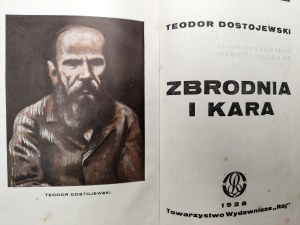 TEODOR DOSTOJEWSKI
TEODOR DOSTOJEWSKI
ZBRODNIA
I KARA
1928
Towarzystwo Wydawnicze „Rój"